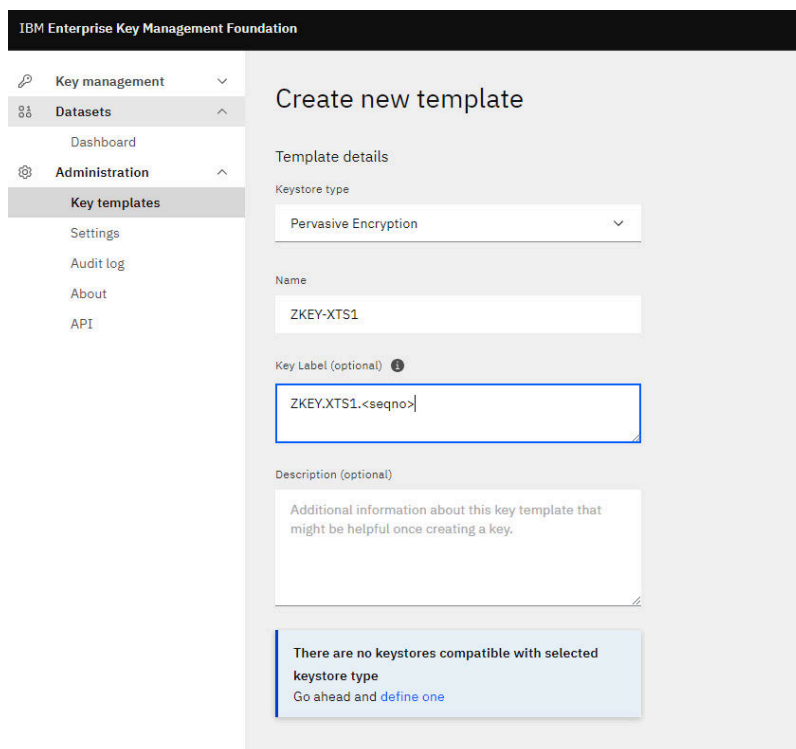 IBM Enterprise Key Management Foundation
Key management
Datasets
Dashboard
Administration
Key templates
Settings
Audit log
About
API
Create new template
Template details
Keystore type
Pervasive Encryption
Name
ZKEY-XTS1
Key Label (optional)
ZKEY.XTS1.<seqno>
Description (optional)
Additional information about this key template that
might be helpful once creating a key.
There are no keystores compatible with selected
keystore type
Go ahead and define one